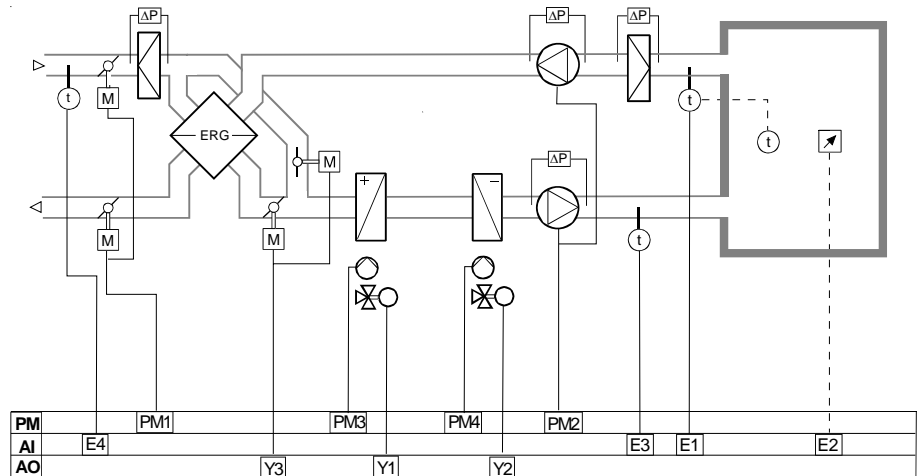 ΔP ΔP ΔP
t M t
ERG t
M ΔP
M M + - t
PM PM1 PM3 PM4 PM2
AI E4 E3 E1 E2
AO Y3 Y1 Y2